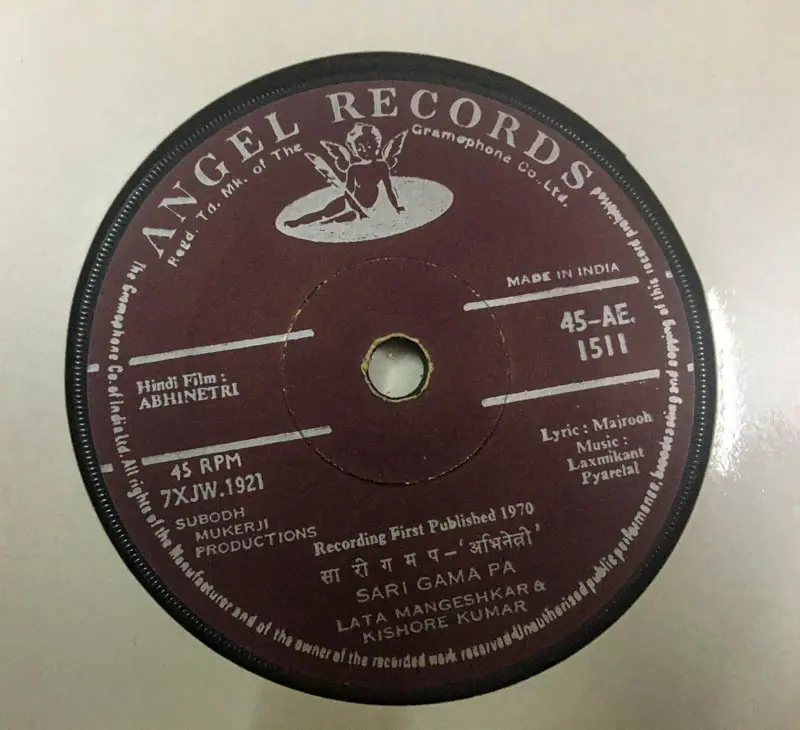 ANGEL RECORDS
Regd. Td. Mk. of The Gramophone Co., Ltd.
MADE IN INDIA
45-AE.
1511
Hindi Film :
ABHINETRI
45 RPM
7XJW.1921
SUBODH
MUKERJI
PRODUCTIONS
Lyric : Majrooh
Music :
Laxmikant
Pyarelal
Recording First Published 1970
सा री ग म प-'अभिनेत्री'
SARI GAMA PA
LATA MANGESHKAR &
KISHORE KUMAR
The Gramophone Co. of India Ltd. All rights of the Manufacturer and of the owner of the recorded work reserved-Unauthorised public performance, broadcasting and copying of this record prohibited